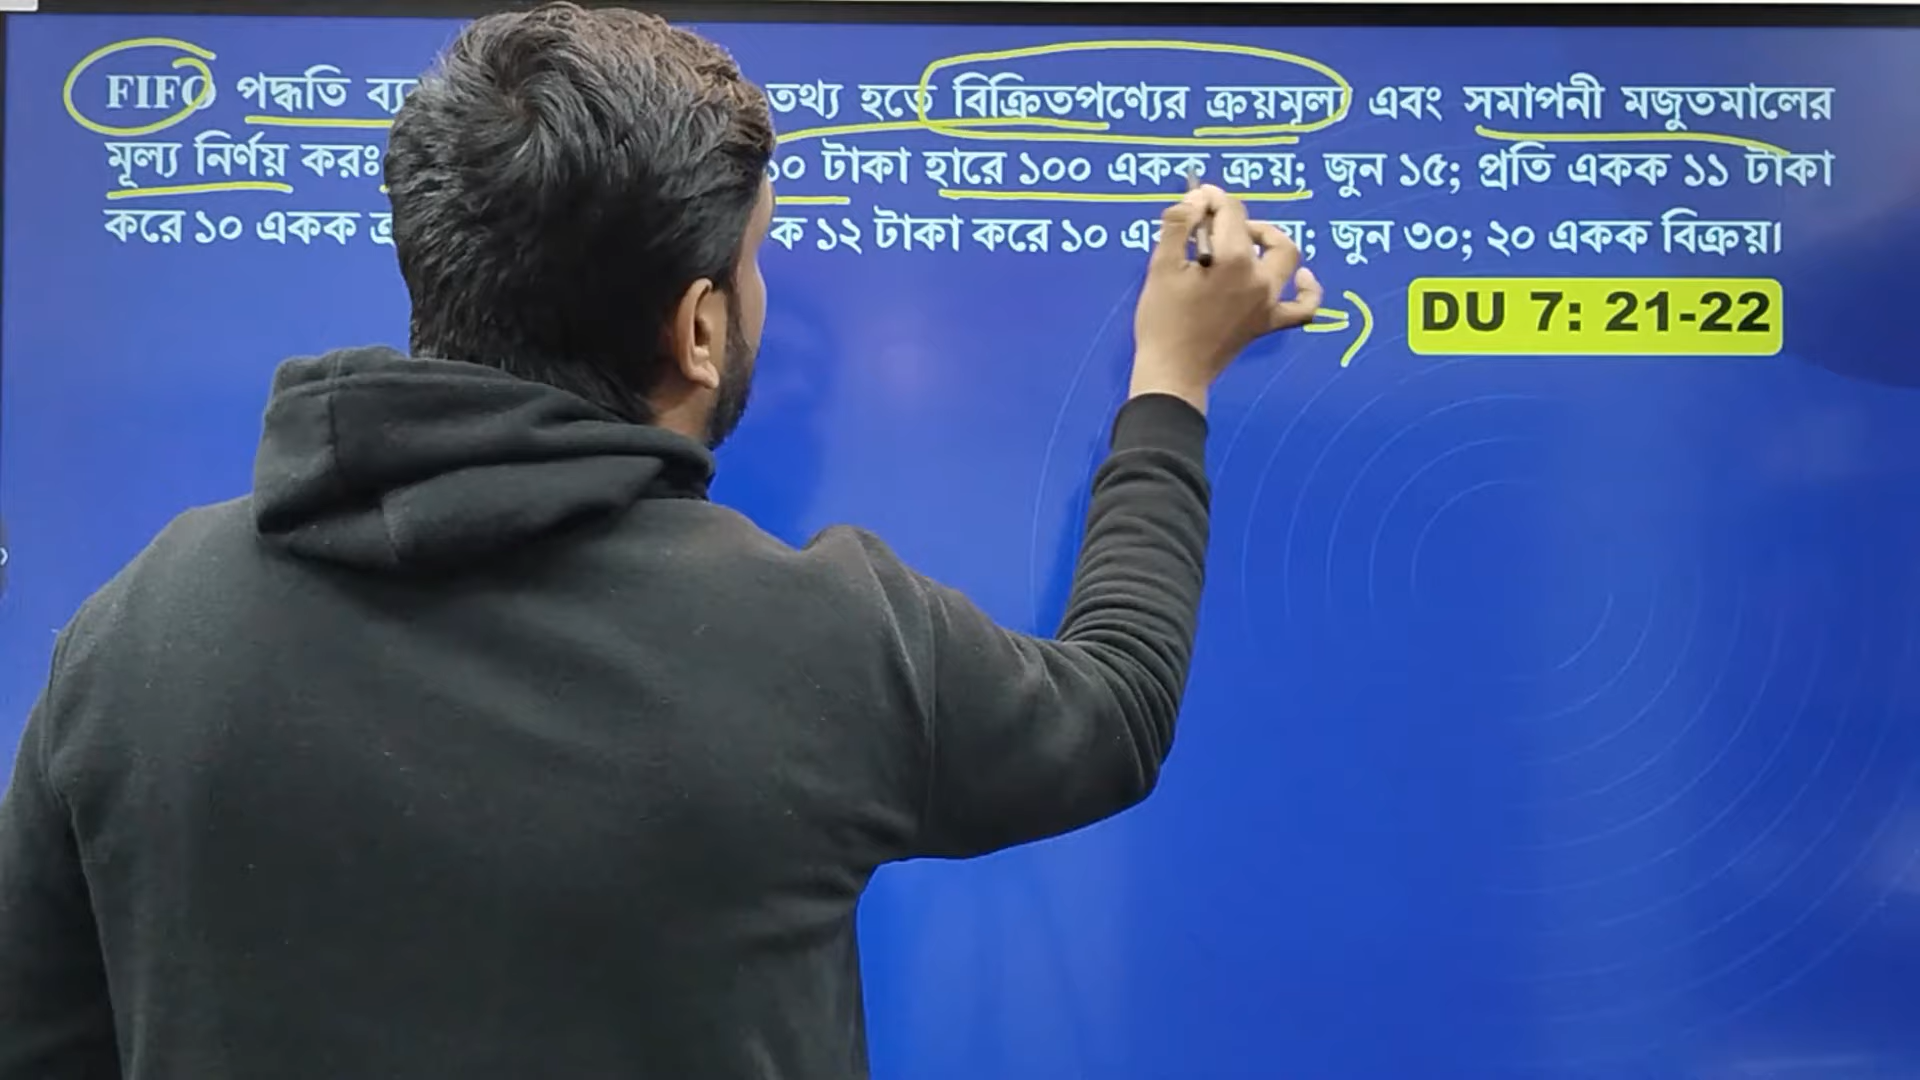 FIFO পদ্ধতি তথ্য হতে বিক্রিতপণ্যের ক্রয়মূল্য এবং সমাপনী মজুতমালের
মূল্য নির্ণয় করঃ ১০ টাকা হারে ১০০ একক ক্রয়; জুন ১৫; প্রতি একক ১১ টাকা
করে ১০ একক ১২ টাকা করে ১০ জুন ৩০; ২০ একক বিক্রয়।
DU 7: 21-22